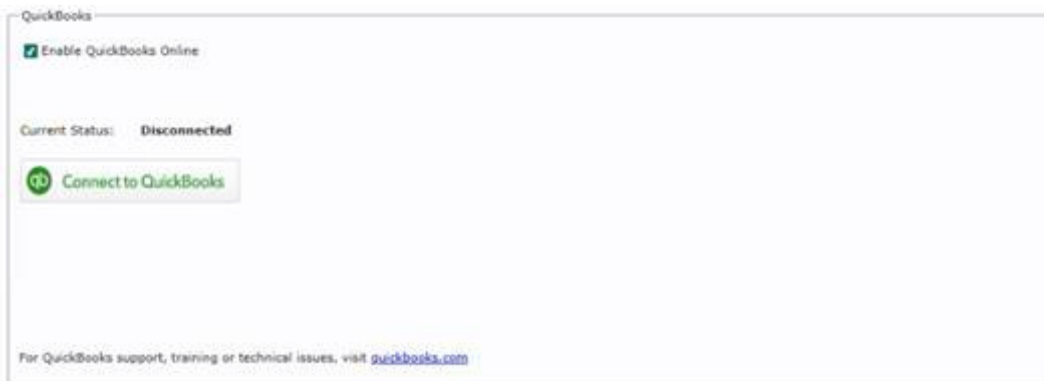 QuickBooks
Enable QuickBooks Online
Current Status: Disconnected
qb Connect to QuickBooks
For QuickBooks support, training or technical issues, visit quickbooks.com